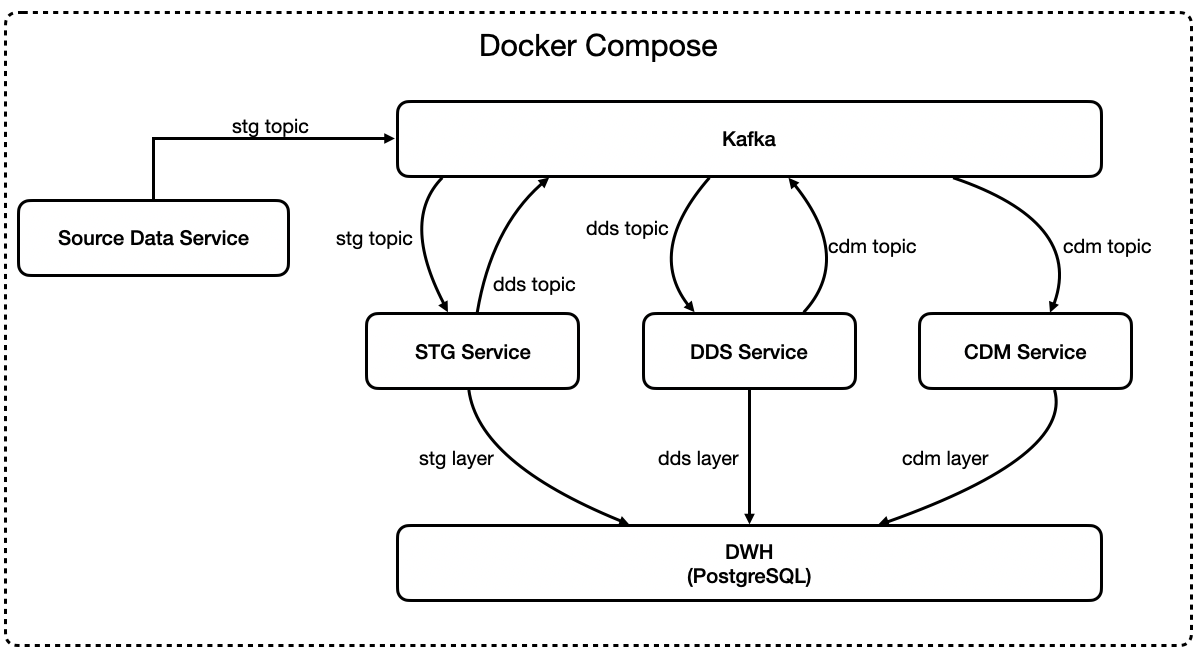 Docker Compose
stg topic
Kafka
Source Data Service
stg topic
dds topic
dds topic
cdm topic
cdm topic
STG Service
DDS Service
CDM Service
stg layer
dds layer
cdm layer
DWH
(PostgreSQL)